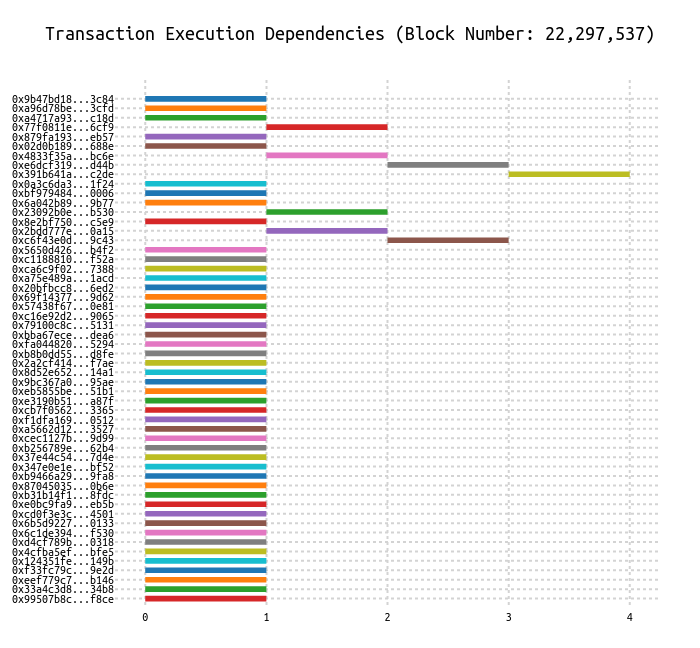 Transaction Execution Dependencies (Block Number: 22,297,537)
0x9b47bd18...3c84
0xa96d78be...3cfd
0xa4717a93...c18d
0x77f0811e...6cf9
0x879fa193...eb57
0x02d0b189...688e
0x4833f35a...bc6e
0xe6dcf319...d44b
0x391b641a...c2de
0x0a3c6da3...1f24
0xbf979484...0006
0x6a042b89...9b77
0x23092b0e...b530
0x8e2bf750...c5e9
0x2bdd777e...0a15
0xc6f43e0d...9c43
0x5650d426...b4f2
0xc1188810...f52a
0xca6c9f02...7388
0xa75e489a...1acd
0x20bfbcc8...6ed2
0x69f14377...9d62
0x57438f67...0e81
0xc16e92d2...9065
0x79100c8c...5131
0xbba67ece...dea6
0xfa044820...5294
0xb8b0dd55...d8fe
0x2a2cf414...f7ae
0x8d52e652...14a1
0x9bc367a0...95ae
0xeb5855be...51b1
0xe3190b51...a87f
0xcb7f0562...3365
0xf1dfa169...0512
0xa5662d12...3527
0xcec1127b...9d99
0xb256789e...62b4
0x37e44c54...7d4e
0x347e0e1e...bf52
0xb9466a29...9fa8
0x87045035...0b6e
0xb31b14f1...8fdc
0xe0bc9fa9...eb5b
0xcd0f3e3c...4501
0x6b5d9227...0133
0x6c1de394...f530
0xd4cf789b...0318
0x4cfba5ef...bfe5
0x124351fe...149b
0xf33fc79c...9e2d
0xeef779c7...b146
0x33a4c3d8...34b8
0x99507b8c...f8ce
0 1 2 3 4